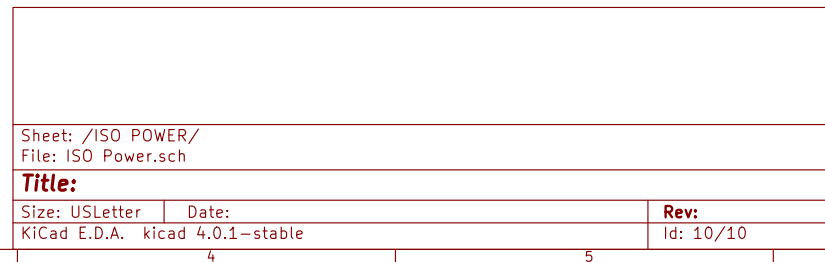 Sheet: /ISO POWER/
File: ISO Power.sch
Title:
Size: USLetter Date: Rev:
KiCad E.D.A. kicad 4.0.1-stable Id: 10/10
4 5